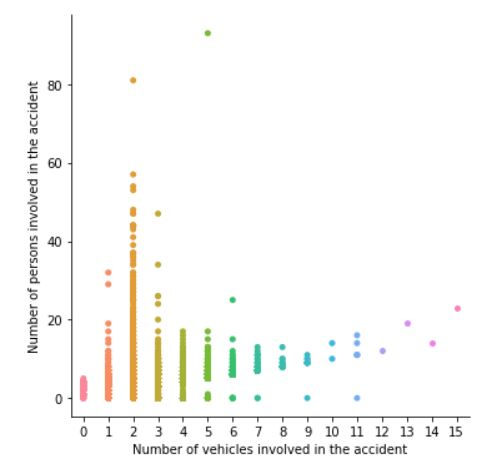 Number of persons involved in the accident
80
60
40
20
0
0 1 2 3 4 5 6 7 8 9 10 11 12 13 14 15
Number of vehicles involved in the accident